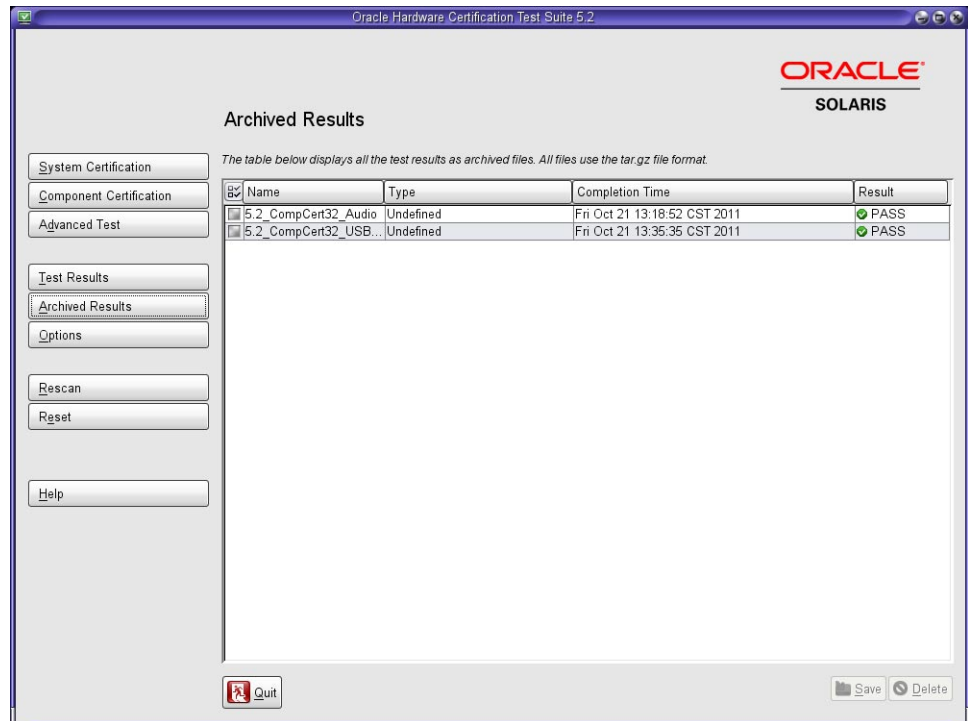 Oracle Hardware Certification Test Suite 5.2
ORACLE
SOLARIS
Archived Results
The table below displays all the test results as archived files. All files use the tar.gz file format.
System Certification
Component Certification
Advanced Test
Test Results
Archived Results
Options
Rescan
Reset
Help
Name Type Completion Time Result
5.2_CompCert32_Audio Undefined Fri Oct 21 13:18:52 CST 2011 PASS
5.2_CompCert32_USB... Undefined Fri Oct 21 13:35:35 CST 2011 PASS
Quit
Save Delete